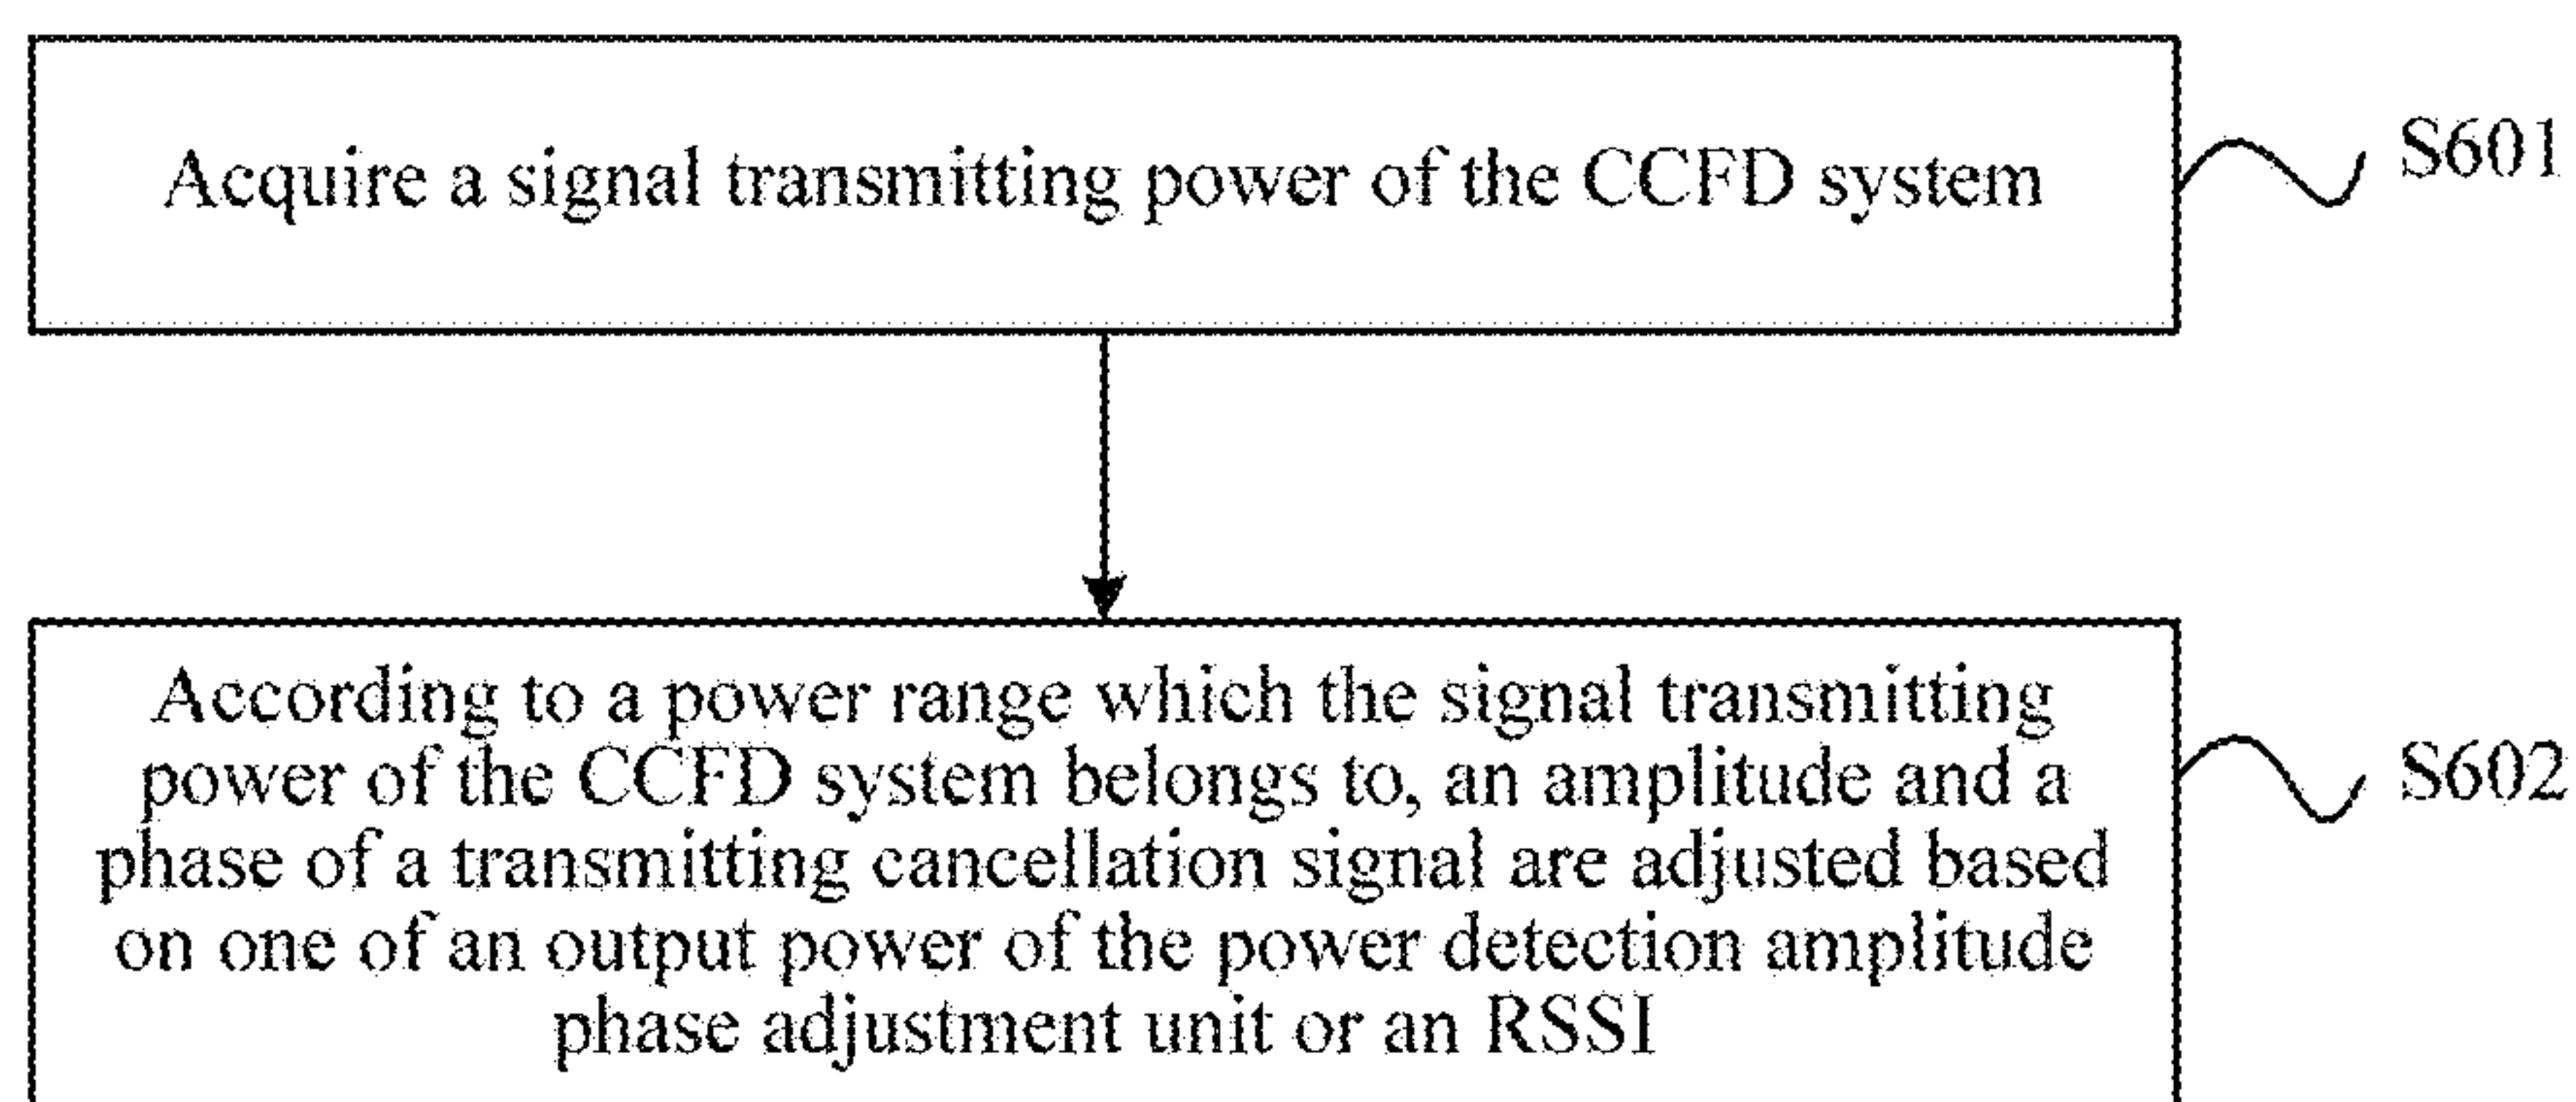 Acquire a signal transmitting power of the CCFD system
S601
According to a power range which the signal transmitting
power of the CCFD system belongs to, an amplitude and a
phase of a transmitting cancellation signal are adjusted based
on one of an output power of the power detection amplitude
phase adjustment unit or an RSSI
S602